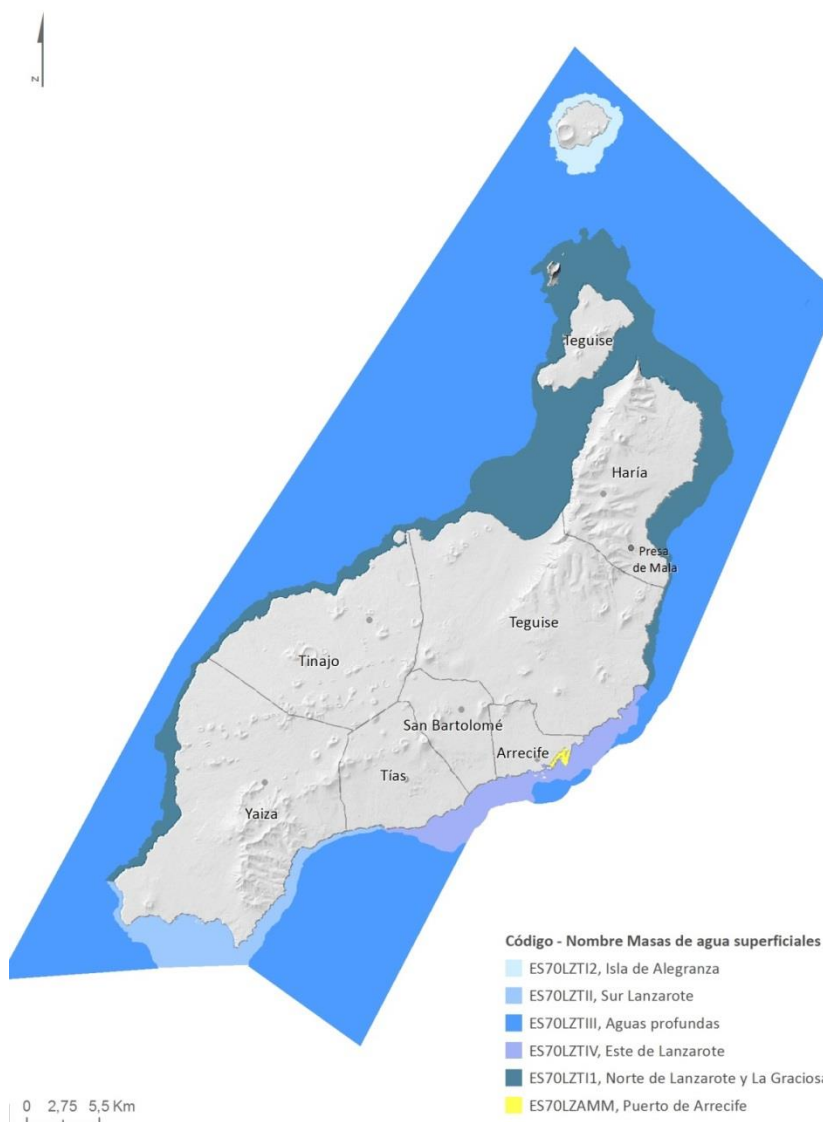 z
Teguise
Haría
Presa
de Mala
Teguise
Tinajo
San Bartolomé
Arrecife
Tías
Yaiza
Código - Nombre Masas de agua superficiales
ES70LZTI2, Isla de Alegranza
ES70LZTII, Sur Lanzarote
ES70LZTIII, Aguas profundas
ES70LZTIV, Este de Lanzarote
ES70LZTI1, Norte de Lanzarote y La Graciosa
ES70LZAMM, Puerto de Arrecife
0 2,75 5,5 Km